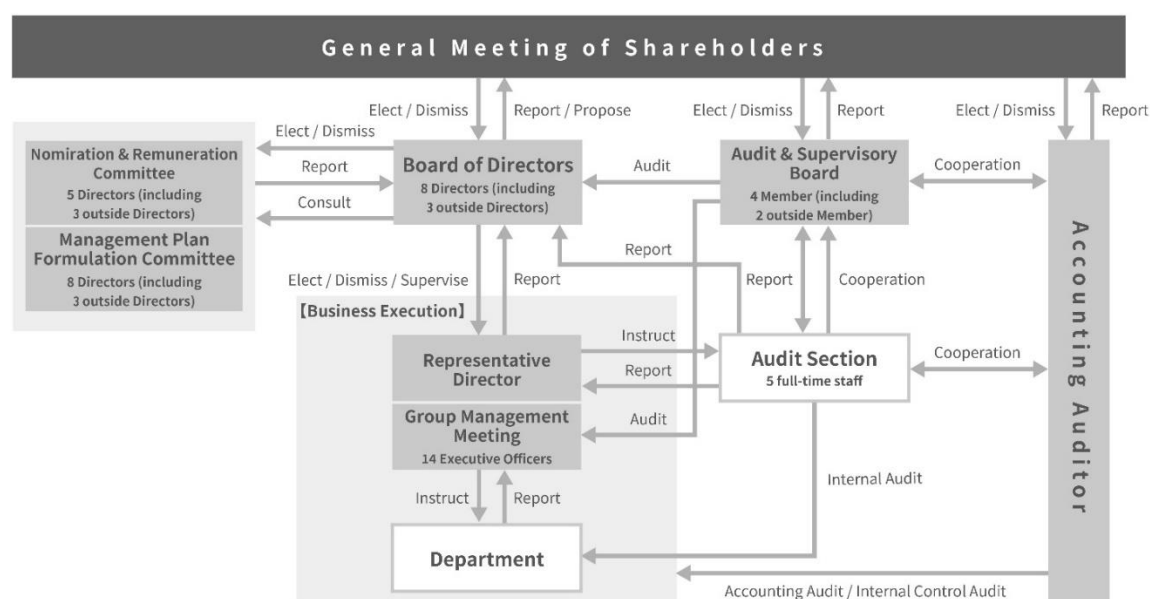 General Meeting of Shareholders
Elect / Dismiss
Report / Propose
Elect / Dismiss
Report
Elect / Dismiss
Report
Elect / Dismiss
Report
Consult
Nomiration & Remuneration
Committee
5 Directors (including
3 outside Directors)
Management Plan
Formulation Committee
8 Directors (including
3 outside Directors)
Board of Directors
8 Directors (including
3 outside Directors)
Audit
Audit & Supervisory
Board
4 Member (including
2 outside Member)
Cooperation
Accounting Auditor
Elect / Dismiss / Supervise
Report
Report
Report
Cooperation
【Business Execution】
Representative
Director
Instruct
Report
Audit Section
5 full-time staff
Cooperation
Group Management
Meeting
14 Executive Officers
Audit
Instruct
Report
Internal Audit
Department
Accounting Audit / Internal Control Audit